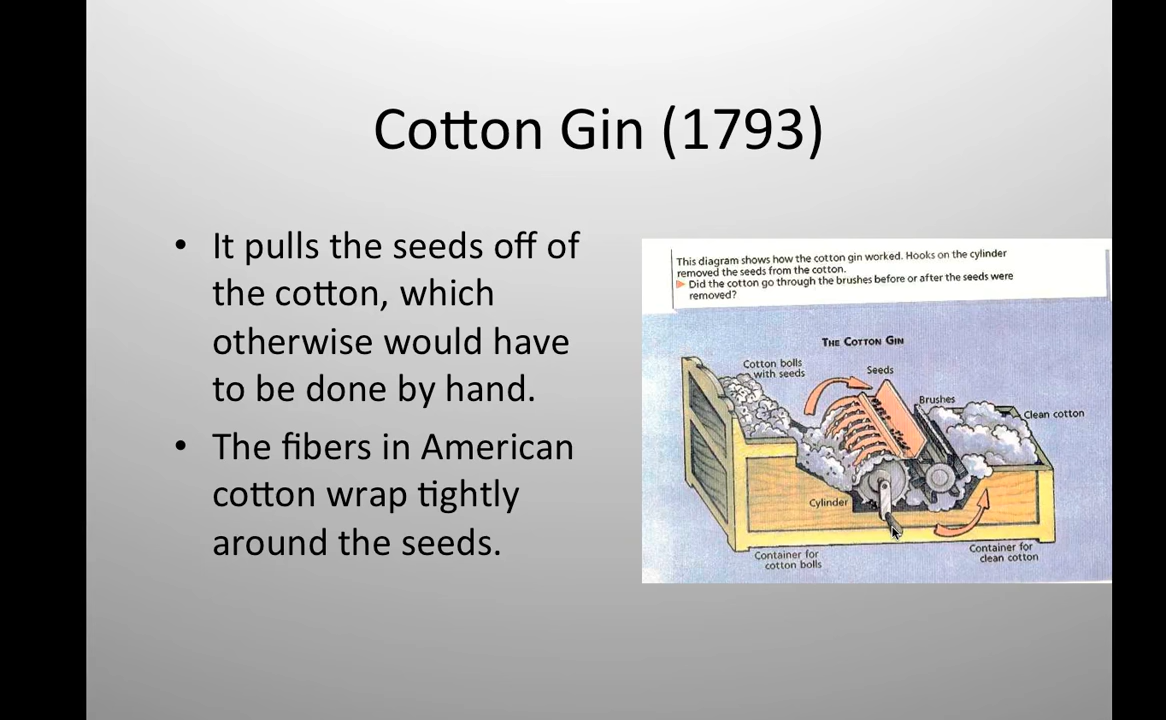 Cotton Gin (1793)
• It pulls the seeds off of
the cotton, which
otherwise would have
to be done by hand.
• The fibers in American
cotton wrap tightly
around the seeds.
This diagram shows how the cotton gin worked. Hooks on the cylinder
removed the seeds from the cotton.
Did the cotton go through the brushes before or after the seeds were
removed?
THE COTTON GIN
Cotton bolls
with seeds
Seeds
Brushes
Clean cotton
Cylinder
Container for
cotton bolls
Container for
clean cotton